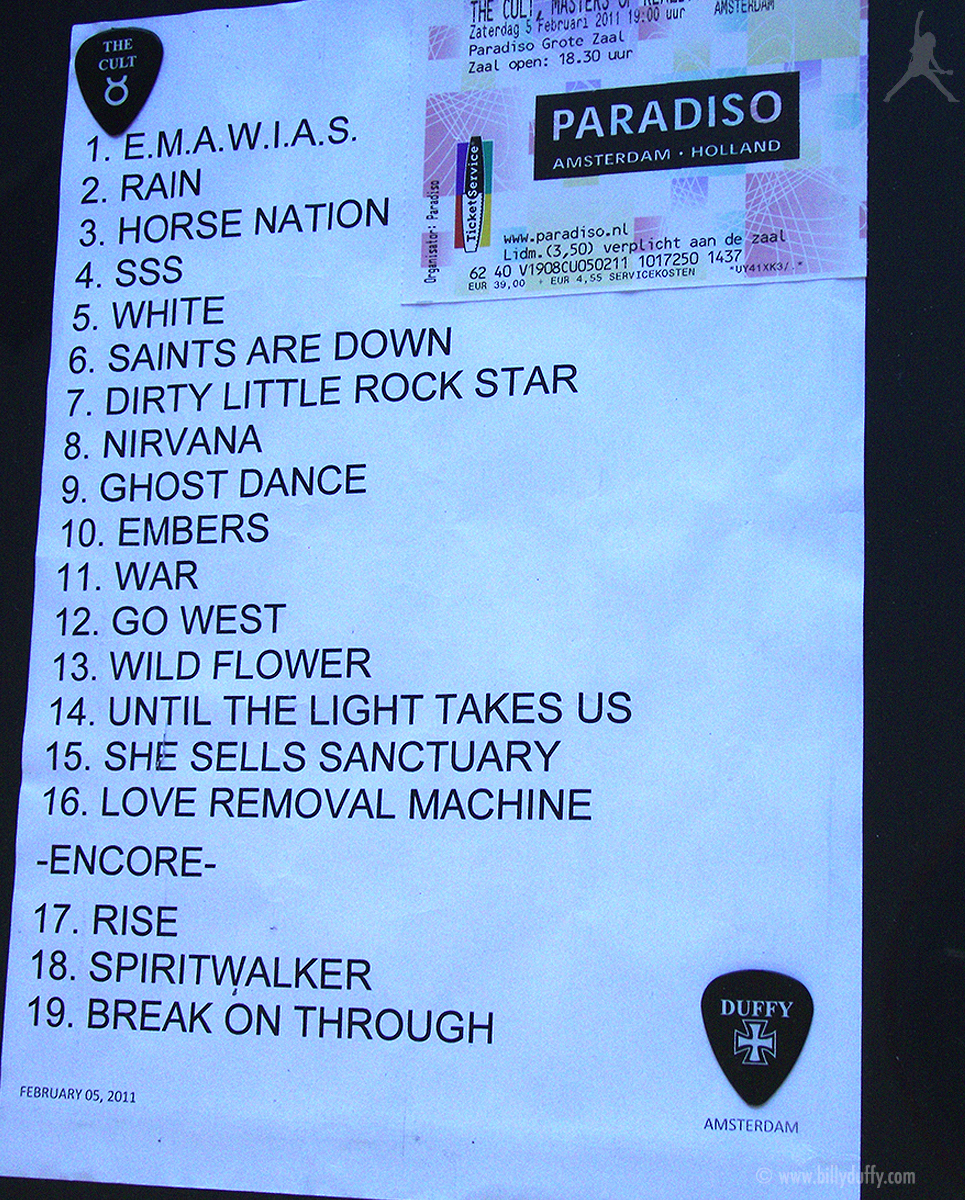 THE
CULT
THE CULT, MASTERS OF
AMSTERDAM
Zaterdag 5 Februari 2011 19:00 uur
Paradiso Grote Zaal
Zaal open: 18.30 uur
PARADISO
AMSTERDAM · HOLLAND
TicketService
Organisator: Paradiso
www.paradiso.nl
Lidm.(3,50) verplicht aan de zaal
62 40 V1908CU050211 1017250 1437
EUR 39,00 + EUR 4,55 SERVICEKOSTEN *UY41XK3/.*
1. E.M.A.W.I.A.S.
2. RAIN
3. HORSE NATION
4. SSS
5. WHITE
6. SAINTS ARE DOWN
7. DIRTY LITTLE ROCK STAR
8. NIRVANA
9. GHOST DANCE
10. EMBERS
11. WAR
12. GO WEST
13. WILD FLOWER
14. UNTIL THE LIGHT TAKES US
15. SHE SELLS SANCTUARY
16. LOVE REMOVAL MACHINE
-ENCORE-
17. RISE
18. SPIRITWALKER
19. BREAK ON THROUGH
DUFFY
FEBRUARY 05, 2011
AMSTERDAM
© www.billyduffy.com